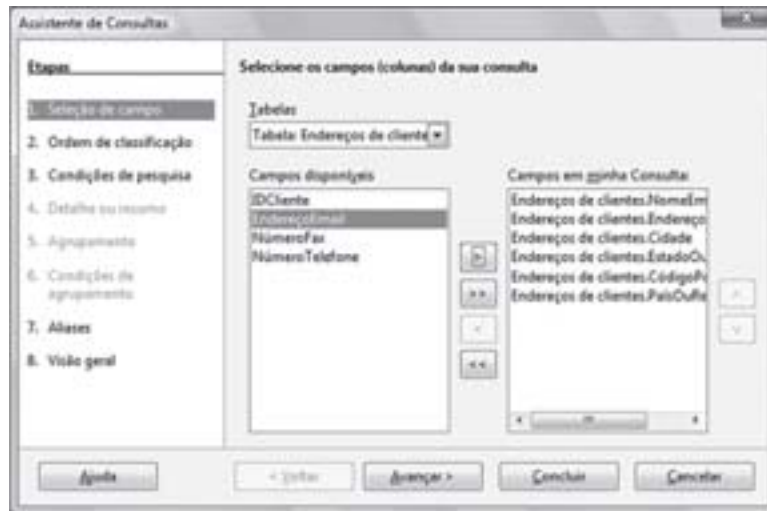 Assistente de Consultas
Etapas
1. Seleção de campo
2. Ordem de classificação
3. Condições de pesquisa
4. Detalhe ou resumo
5. Agrupamento
6. Condições de
agrupamento
7. Aliases
8. Visão geral
Selecione os campos (colunas) da sua consulta
Tabelas
Tabela: Endereços de cliente
Campos disponíveis
IDCliente
EndereçoEmail
NúmeroFax
NúmeroTelefone
>
>>
<
<<
Campos em minha Consulta:
Endereços de clientes.NomeEm
Endereços de clientes.Endereço
Endereços de clientes.Cidade
Endereços de clientes.EstadoOu
Endereços de clientes.CódigoPo
Endereços de clientes.PaísOuRe
Ajuda
< Voltar
Avançar >
Concluir
Cancelar